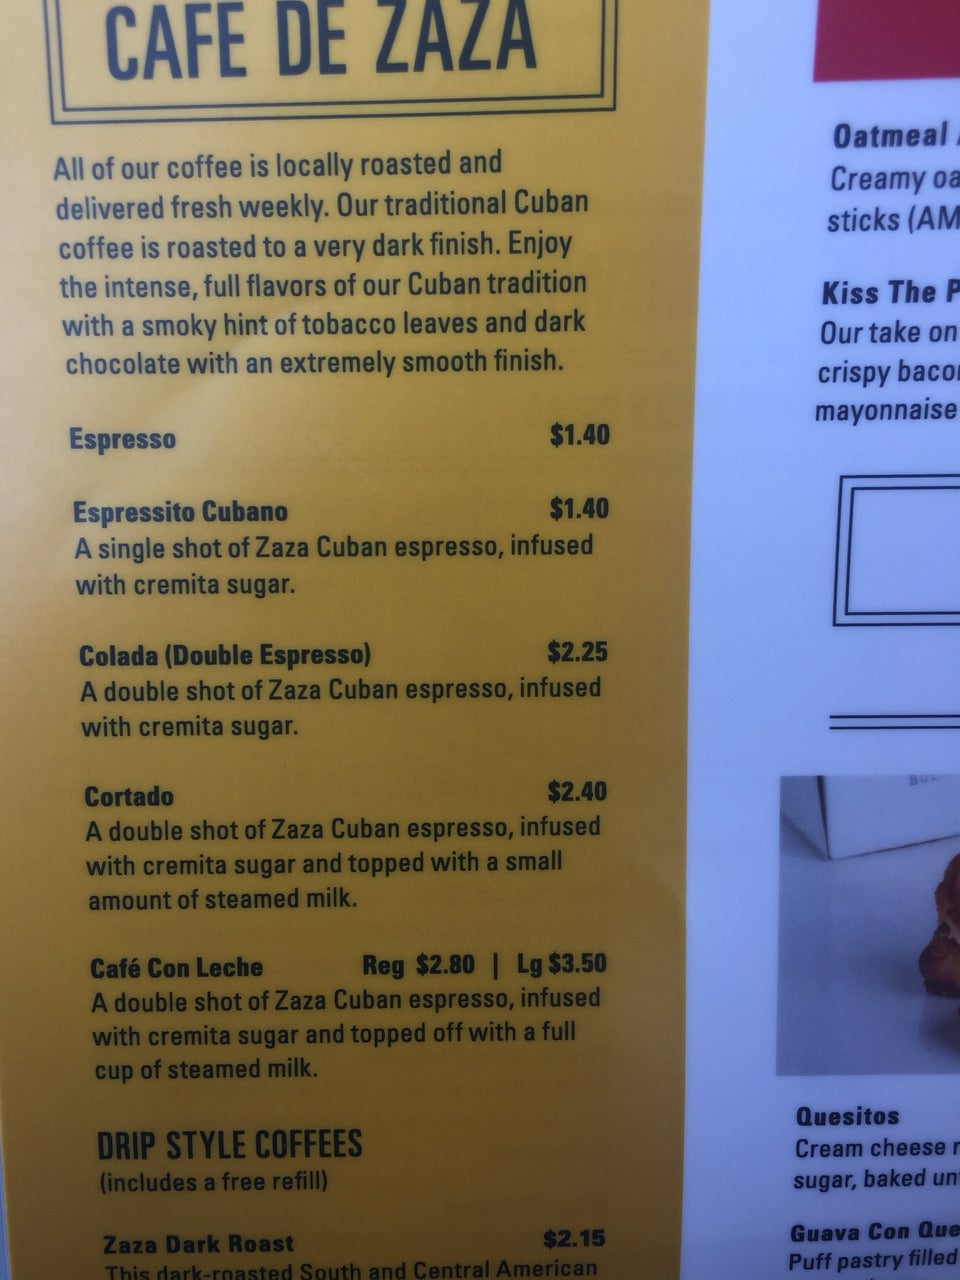 CAFE DE ZAZA
All of our coffee is locally roasted and
delivered fresh weekly. Our traditional Cuban
coffee is roasted to a very dark finish. Enjoy
the intense, full flavors of our Cuban tradition
with a smoky hint of tobacco leaves and dark
chocolate with an extremely smooth finish.
Espresso $1.40
Espressito Cubano $1.40
A single shot of Zaza Cuban espresso, infused
with cremita sugar.
Colada (Double Espresso) $2.25
A double shot of Zaza Cuban espresso, infused
with cremita sugar.
Cortado $2.40
A double shot of Zaza Cuban espresso, infused
with cremita sugar and topped with a small
amount of steamed milk.
Café Con Leche Reg $2.80 | Lg $3.50
A double shot of Zaza Cuban espresso, infused
with cremita sugar and topped off with a full
cup of steamed milk.
DRIP STYLE COFFEES
(includes a free refill)
Zaza Dark Roast $2.15
This dark-roasted South and Central American
Oatmeal
Creamy
sticks
Kiss The
Our take on
crispy
mayonnaise
Quesitos
Cream cheese
sugar, baked
Guava Con
Puff pastry filled